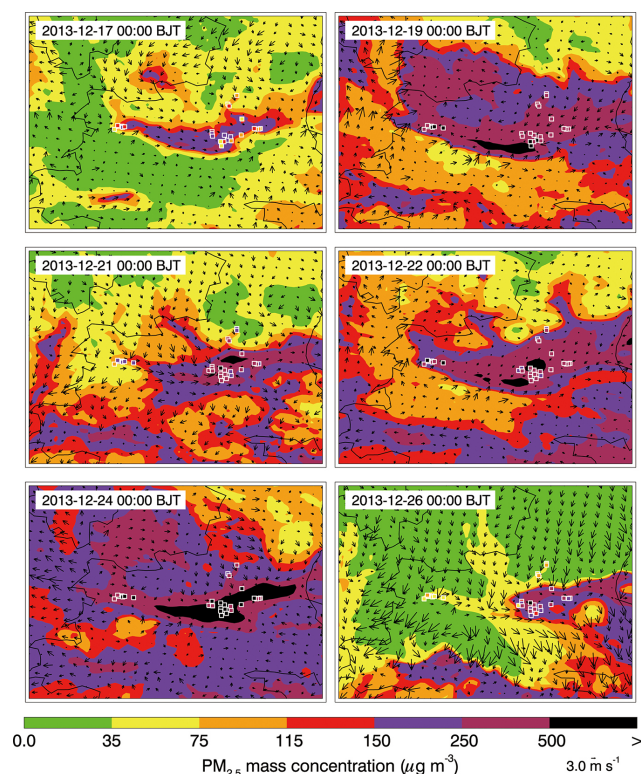 2013-12-17 00:00 BJT
2013-12-19 00:00 BJT
2013-12-21 00:00 BJT
2013-12-22 00:00 BJT
2013-12-24 00:00 BJT
2013-12-26 00:00 BJT
0.0 35 75 115 150 250 500 >
PM2.5 mass concentration (μg m⁻³) 3.0 m s⁻¹